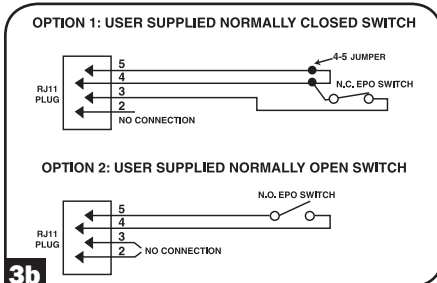 OPTION 1: USER SUPPLIED NORMALLY CLOSED SWITCH
4-5 JUMPER
5
4
3
2
RJ11
PLUG
N.C. EPO SWITCH
NO CONNECTION
OPTION 2: USER SUPPLIED NORMALLY OPEN SWITCH
N.O. EPO SWITCH
5
4
3
2
RJ11
PLUG
NO CONNECTION
3b